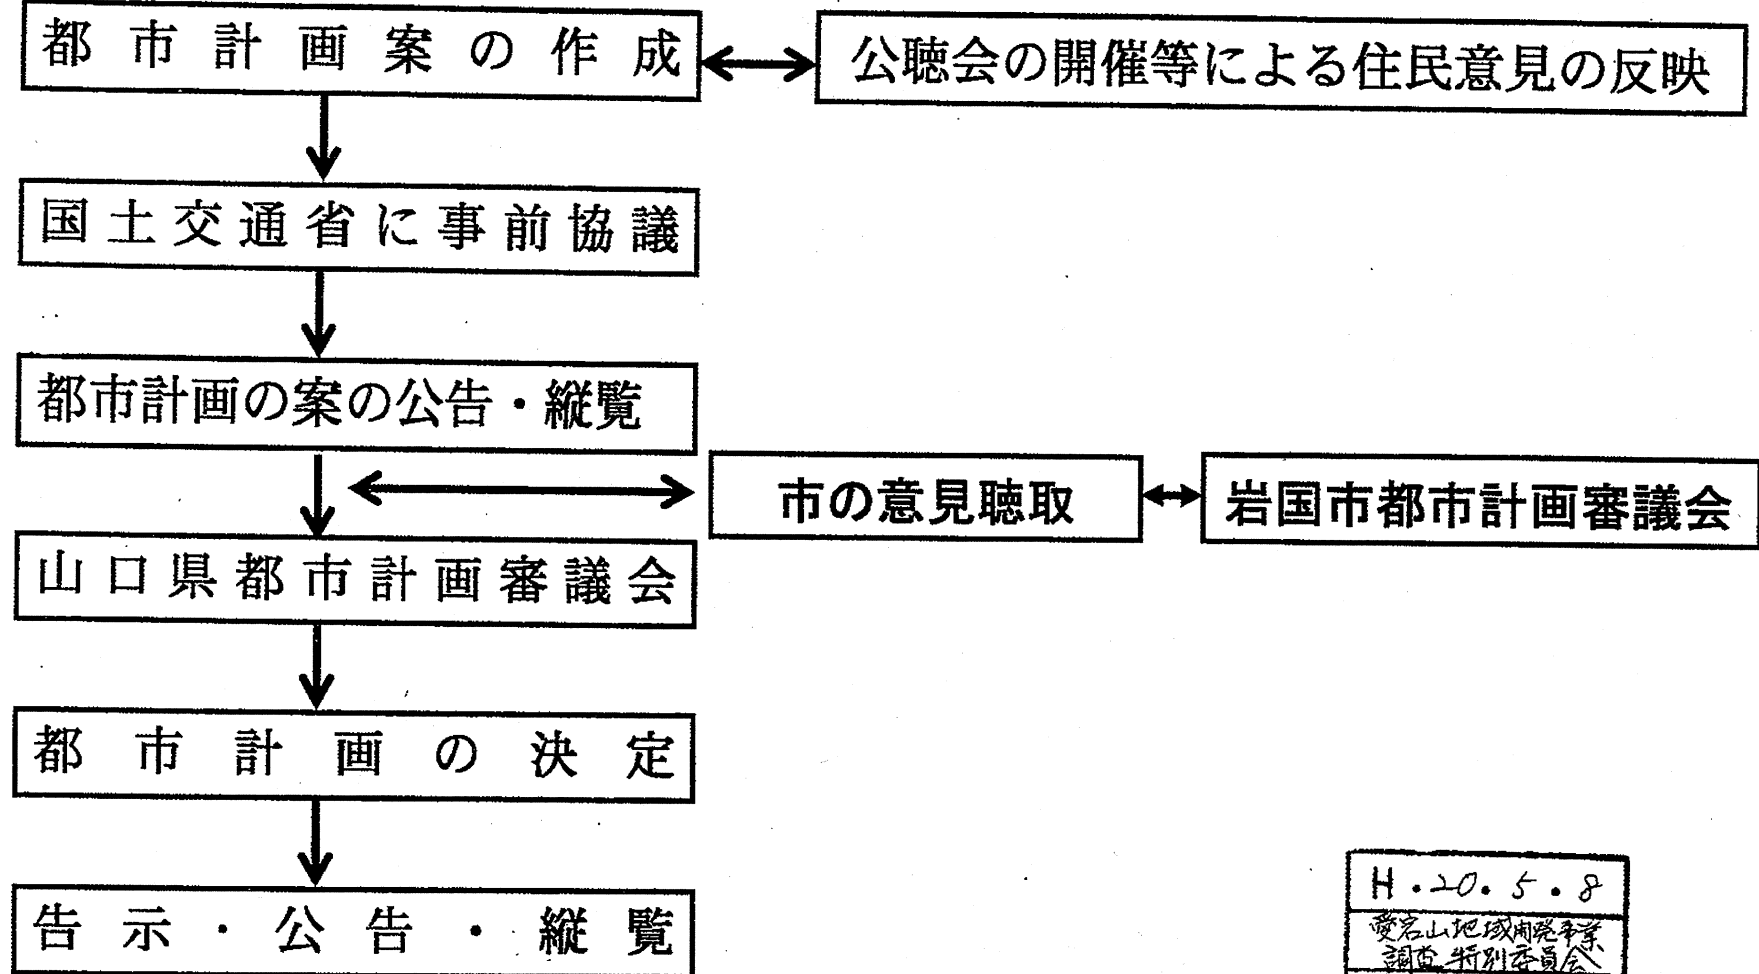 都市計画案の作成
公聴会の開催等による住民意見の反映
国土交通省に事前協議
都市計画の案の公告・縦覧
市の意見聴取
岩国市都市計画審議会
山口県都市計画審議会
都市計画の決定
告示・公告・縦覧
H・20・5・8
愛宕山地域開発事業
調査特別委員会